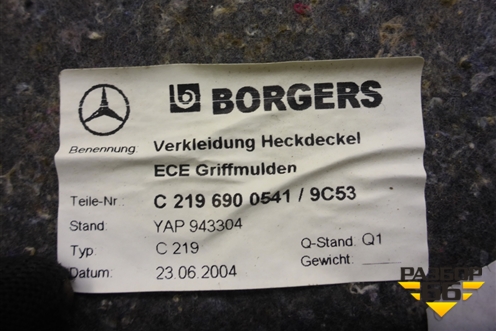 BORGERS
Benennung: Verkleidung Heckdeckel
ECE Griffmulden
Teile-Nr.: C 219 690 0541 / 9C53
Stand: YAP 943304
Typ: C 219 Q-Stand: Q1
Datum: 23.06.2004 Gewicht:
РАЗБОР
56